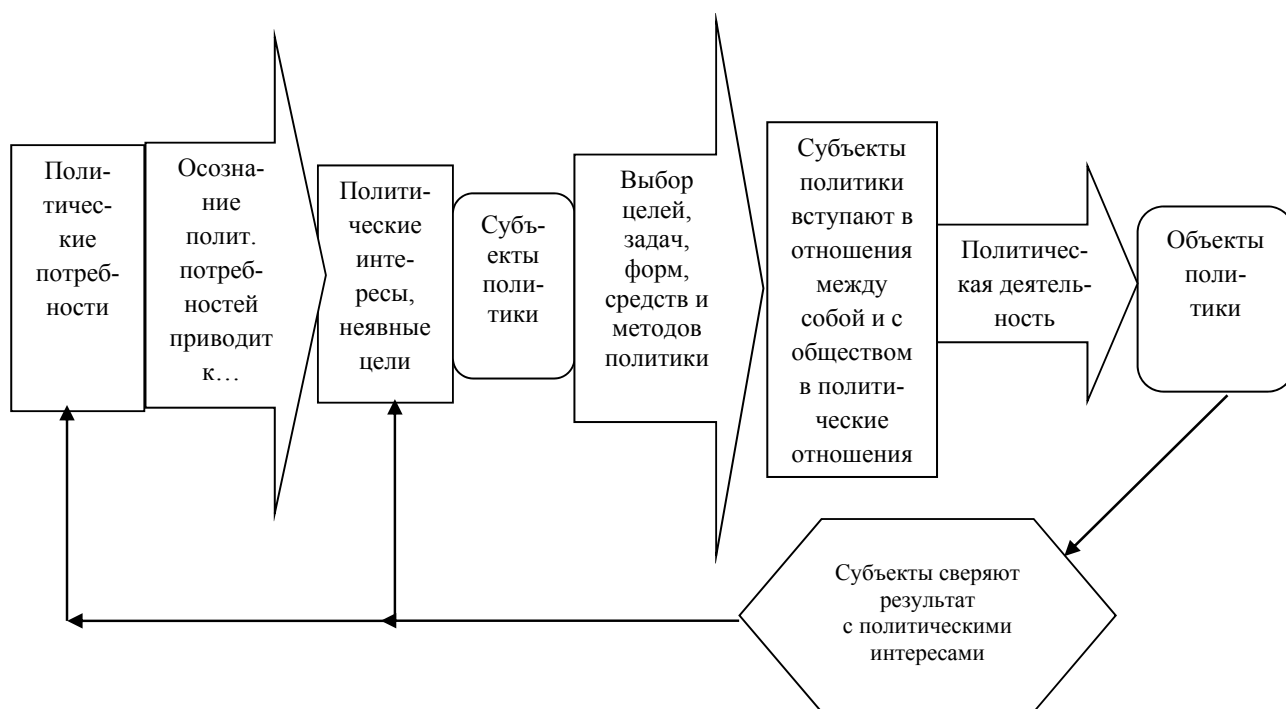 Поли-
тичес-
кие
потреб-
ности
Осозна-
ние
полит.
потреб-
ностей
приводит
к…
Полити-
ческие
инте-
ресы,
неявные
цели
Субъ-
екты
поли-
тики
Выбор
целей,
задач,
форм,
средств и
методов
политики
Субъекты
политики
вступают в
отношения
между
собой и с
обществом
в полити-
ческие
отношения
Политичес-
кая деятель-
ность
Объекты
поли-
тики
Субъекты сверяют
результат
с политическими
интересами